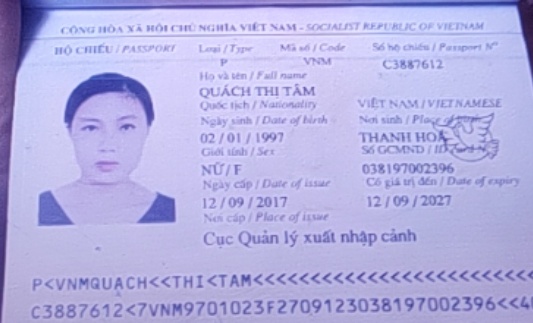 CỘNG HÒA XÃ HỘI CHỦ NGHĨA VIỆT NAM - SOCIALIST REPUBLIC OF VIETNAM
HỘ CHIẾU / PASSPORT Loại / Type Mã số / Code Số hộ chiếu / Passport Nº
P VNM C3887612
Họ và tên / Full name
QUÁCH THỊ TÂM
Quốc tịch / Nationality VIỆT NAM / VIETNAMESE
Ngày sinh / Date of birth Nơi sinh / Place of
02 / 01 / 1997 THANH HOÁ
Giới tính / Sex Số GCMND / ID
NỮ / F 038197002396
Ngày cấp / Date of issue Có giá trị đến / Date of expiry
12 / 09 / 2017 12 / 09 / 2027
Nơi cấp / Place of issue
Cục Quản lý xuất nhập cảnh
P<VNMQUACH<<THI<TAM<<<<<<<<<<<<<<<<<<<<<<<<<
C3887612<7VNM9701023F2709123038197002396<<4